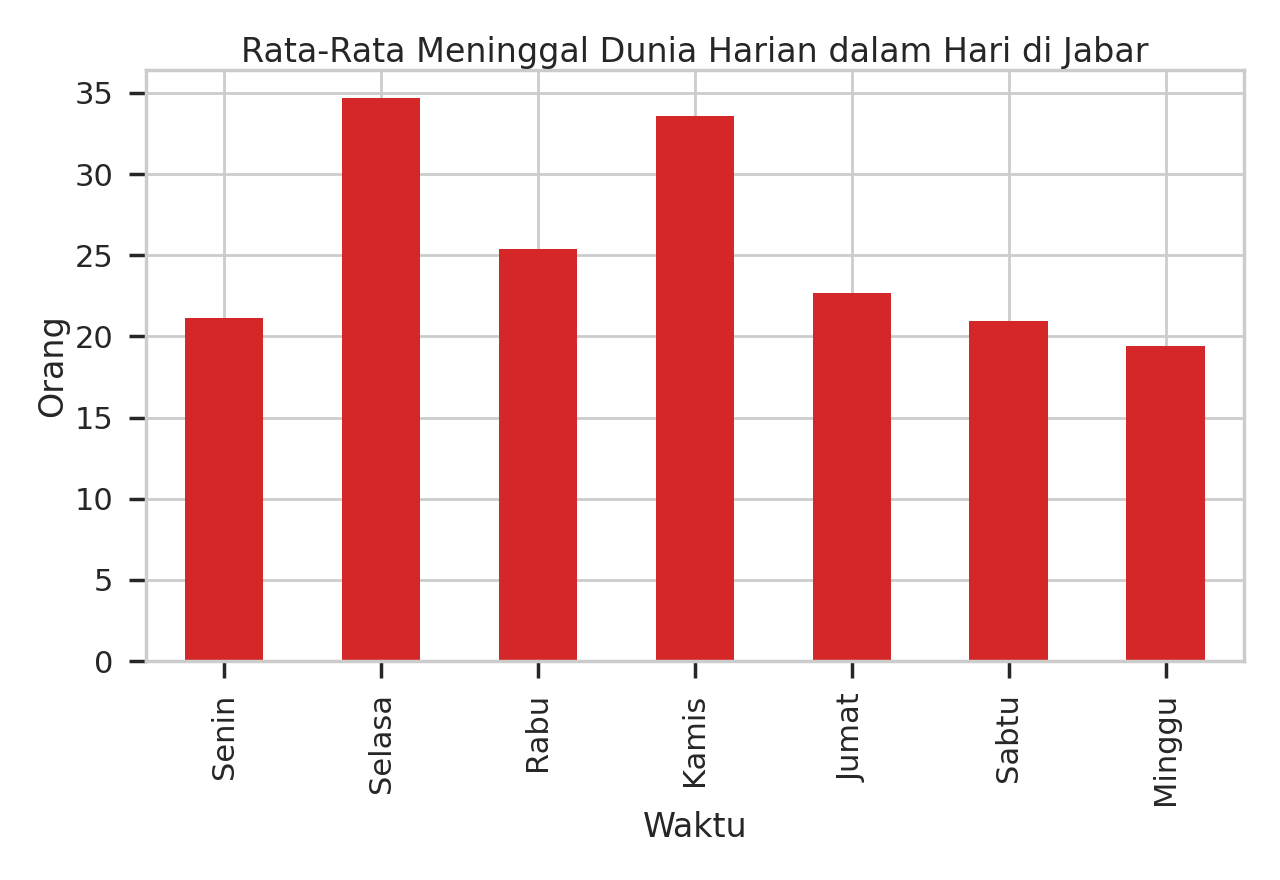 Rata-Rata Meninggal Dunia Harian dalam Hari di Jabar
35
30
25
20
15
10
5
0
Orang
Senin
Selasa
Rabu
Kamis
Jumat
Sabtu
Minggu
Waktu